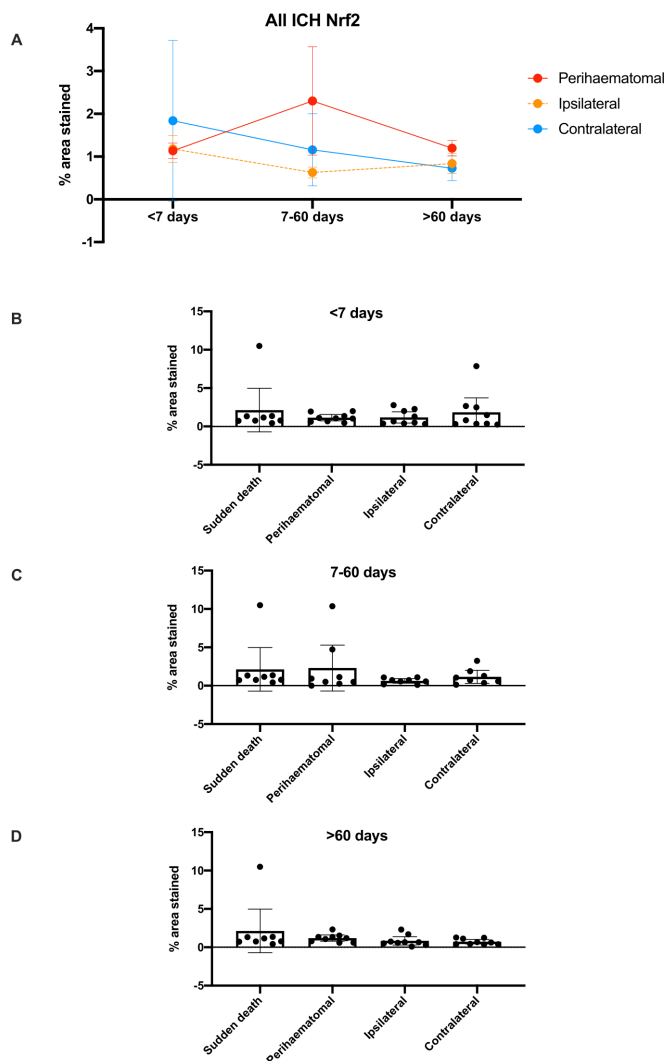 All ICH Nrf2
A
4
3
2
1
0
-1
% area stained
<7 days
7-60 days
>60 days
Perihaematomal
Ipsilateral
Contralateral
B
<7 days
15
10
5
0
-5
% area stained
Sudden death
Perihaematomal
Ipsilateral
Contralateral
C
7-60 days
15
10
5
0
-5
% area stained
Sudden death
Perihaematomal
Ipsilateral
Contralateral
D
>60 days
15
10
5
0
-5
% area stained
Sudden death
Perihaematomal
Ipsilateral
Contralateral